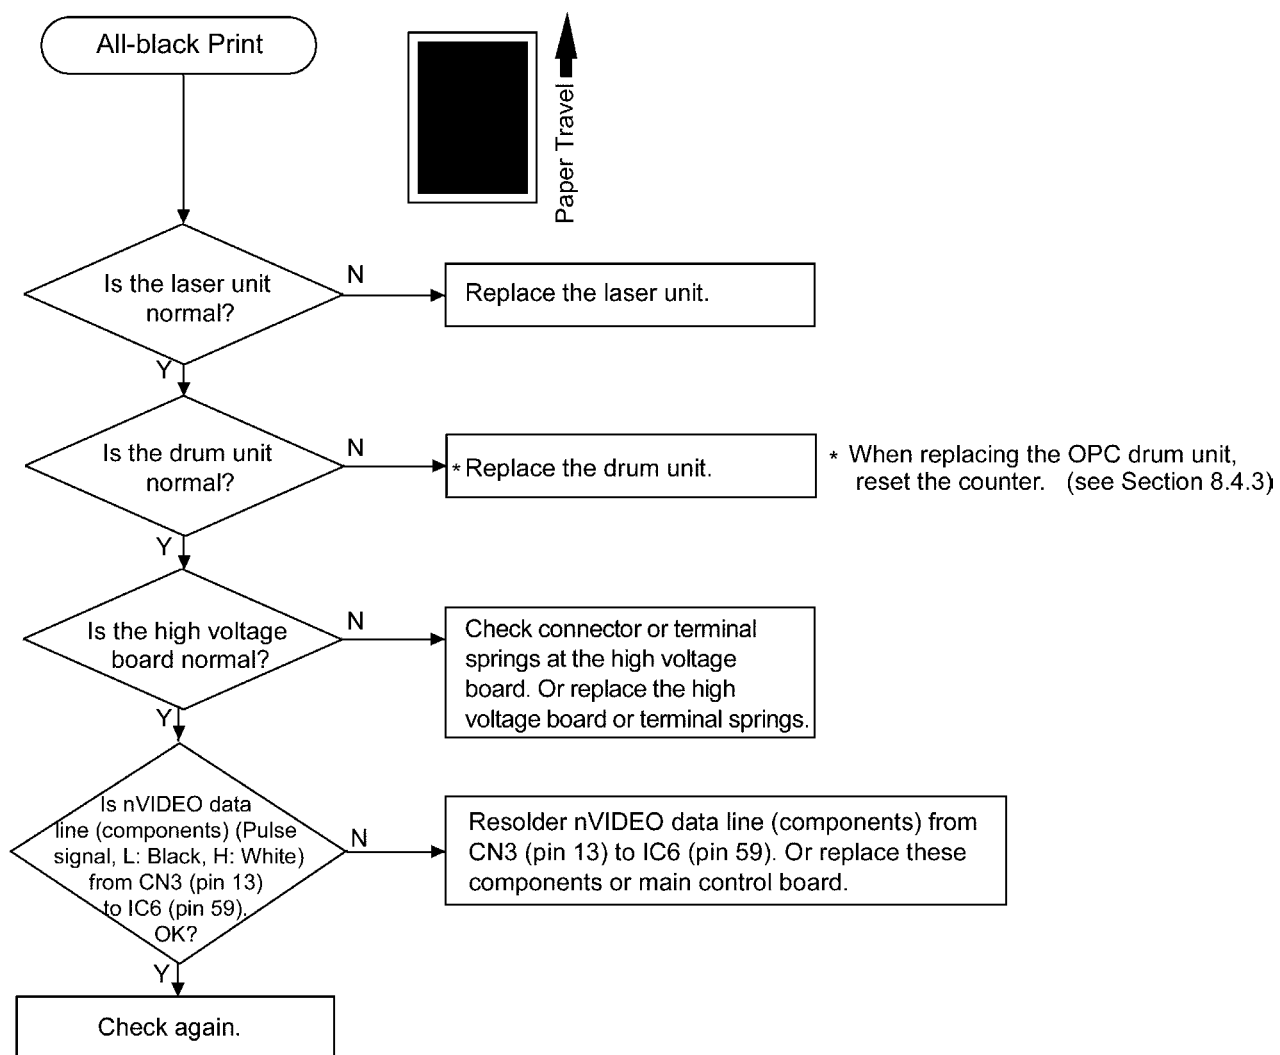 All-black Print
Paper Travel
Is the laser unit
normal?
N
Replace the laser unit.
Y
Is the drum unit
normal?
N
* Replace the drum unit.
* When replacing the OPC drum unit,
reset the counter. (see Section 8.4.3)
Y
Is the high voltage
board normal?
N
Check connector or terminal
springs at the high voltage
board. Or replace the high
voltage board or terminal springs.
Y
Is nVIDEO data
line (components) (Pulse
signal, L: Black, H: White)
from CN3 (pin 13)
to IC6 (pin 59).
OK?
N
Resolder nVIDEO data line (components) from
CN3 (pin 13) to IC6 (pin 59). Or replace these
components or main control board.
Y
Check again.